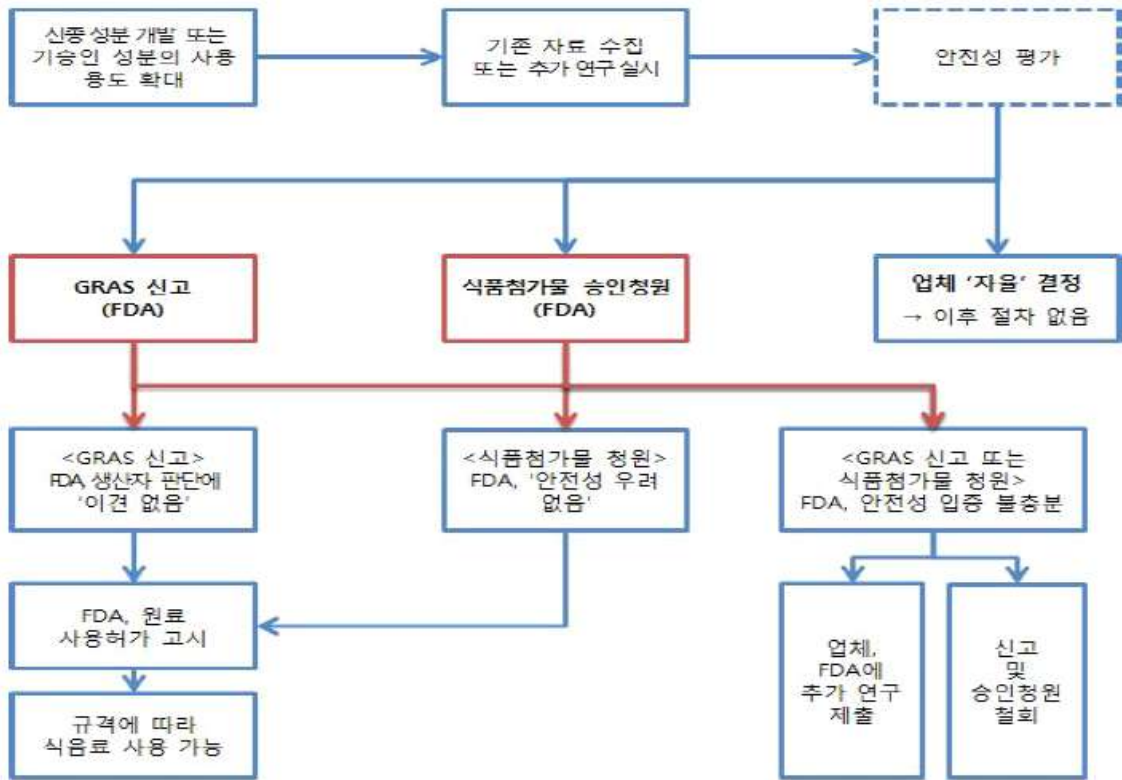 신종 성분 개발 또는
기승인 성분의 사용
용도 확대
기존 자료 수집
또는 추가 연구 실시
안전성 평가
GRAS 신고
(FDA)
식품첨가물 승인청원
(FDA)
업체 ‘자율’ 결정
→ 이후 절차 없음
<GRAS 신고>
FDA, 생산자 판단에
‘이견 없음’
<식품첨가물 청원>
FDA, ‘안전성 우려
없음’
<GRAS 신고 또는
식품첨가물 청원>
FDA, 안전성 입증 불충분
FDA, 원료
사용허가 고시
업체,
FDA에
추가 연구
제출
신고
및
승인청원
철회
규격에 따라
식음료 사용 가능